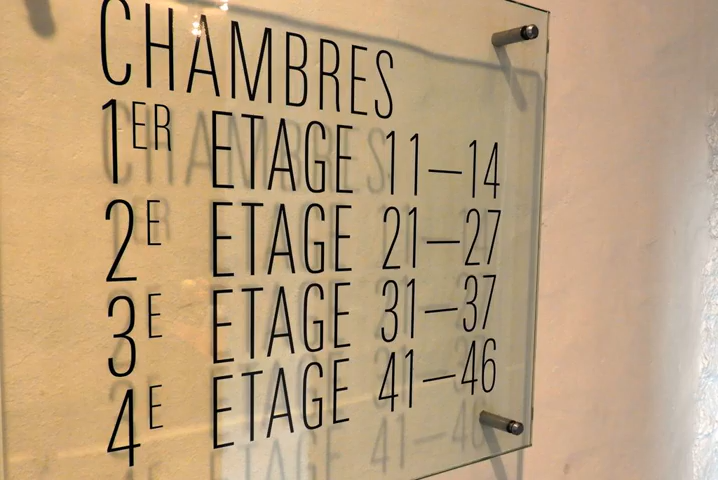 CHAMBRES
1ER ETAGE 11—14
2E ETAGE 21—27
3E ETAGE 31—37
4E ETAGE 41—46